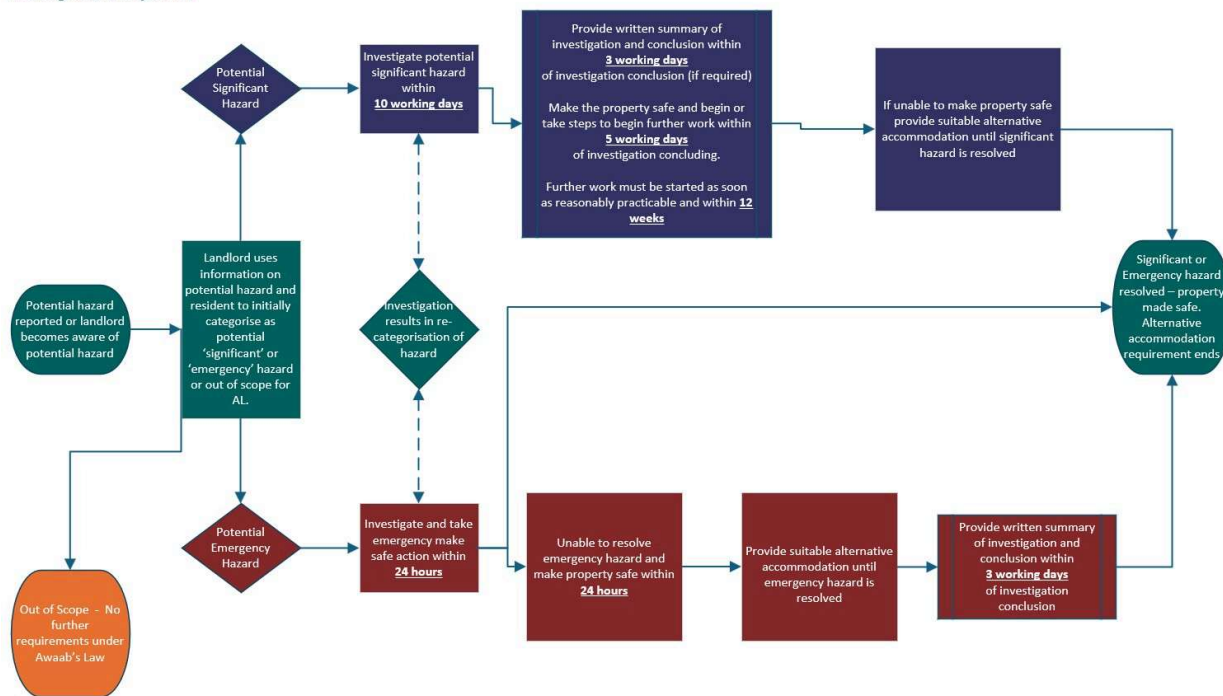 Potential
Significant
Hazard
Investigate potential
significant hazard
within
10 working days
Provide written summary of
investigation and conclusion within
3 working days
of investigation conclusion (if required)
Make the property safe and begin or
take steps to begin further work within
5 working days
of investigation concluding.
Further work must be started as soon
as reasonably practicable and within 12
weeks
If unable to make property safe
provide suitable alternative
accommodation until significant
hazard is resolved
Potential hazard
reported or landlord
becomes aware of
potential hazard
Landlord uses
information on
potential hazard and
resident to initially
categorise as
potential
‘significant’ or
‘emergency’ hazard
or out of scope for
AL.
Investigation
results in re-
categorisation of
hazard
Significant or
Emergency hazard
resolved – property
made safe.
Alternative
accommodation
requirement ends
Potential
Emergency
Hazard
Investigate and take
emergency make
safe action within
24 hours
Unable to resolve
emergency hazard and
make property safe within
24 hours
Provide suitable alternative
accommodation until
emergency hazard is
resolved
Provide written summary
of investigation and
conclusion within
3 working days
of investigation
conclusion
Out of Scope - No
further
requirements under
Awaab’s Law